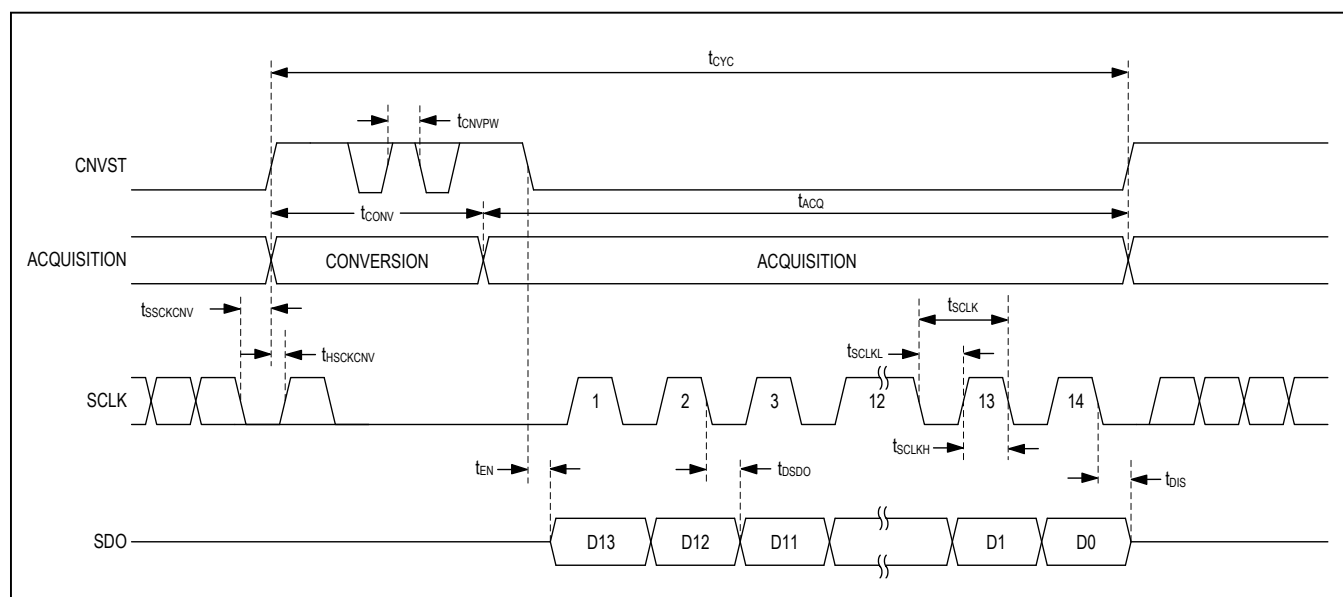 tCYC
tCNVPW
CNVST
tCONV
tACQ
ACQUISITION
CONVERSION
ACQUISITION
tSSCKCNV
tHSCKCNV
tSCLK
tSCLKL
SCLK
1 2 3 12 13 14
tSCLKH
tEN
tDSDO
tDIS
SDO
D13 D12 D11 D1 D0